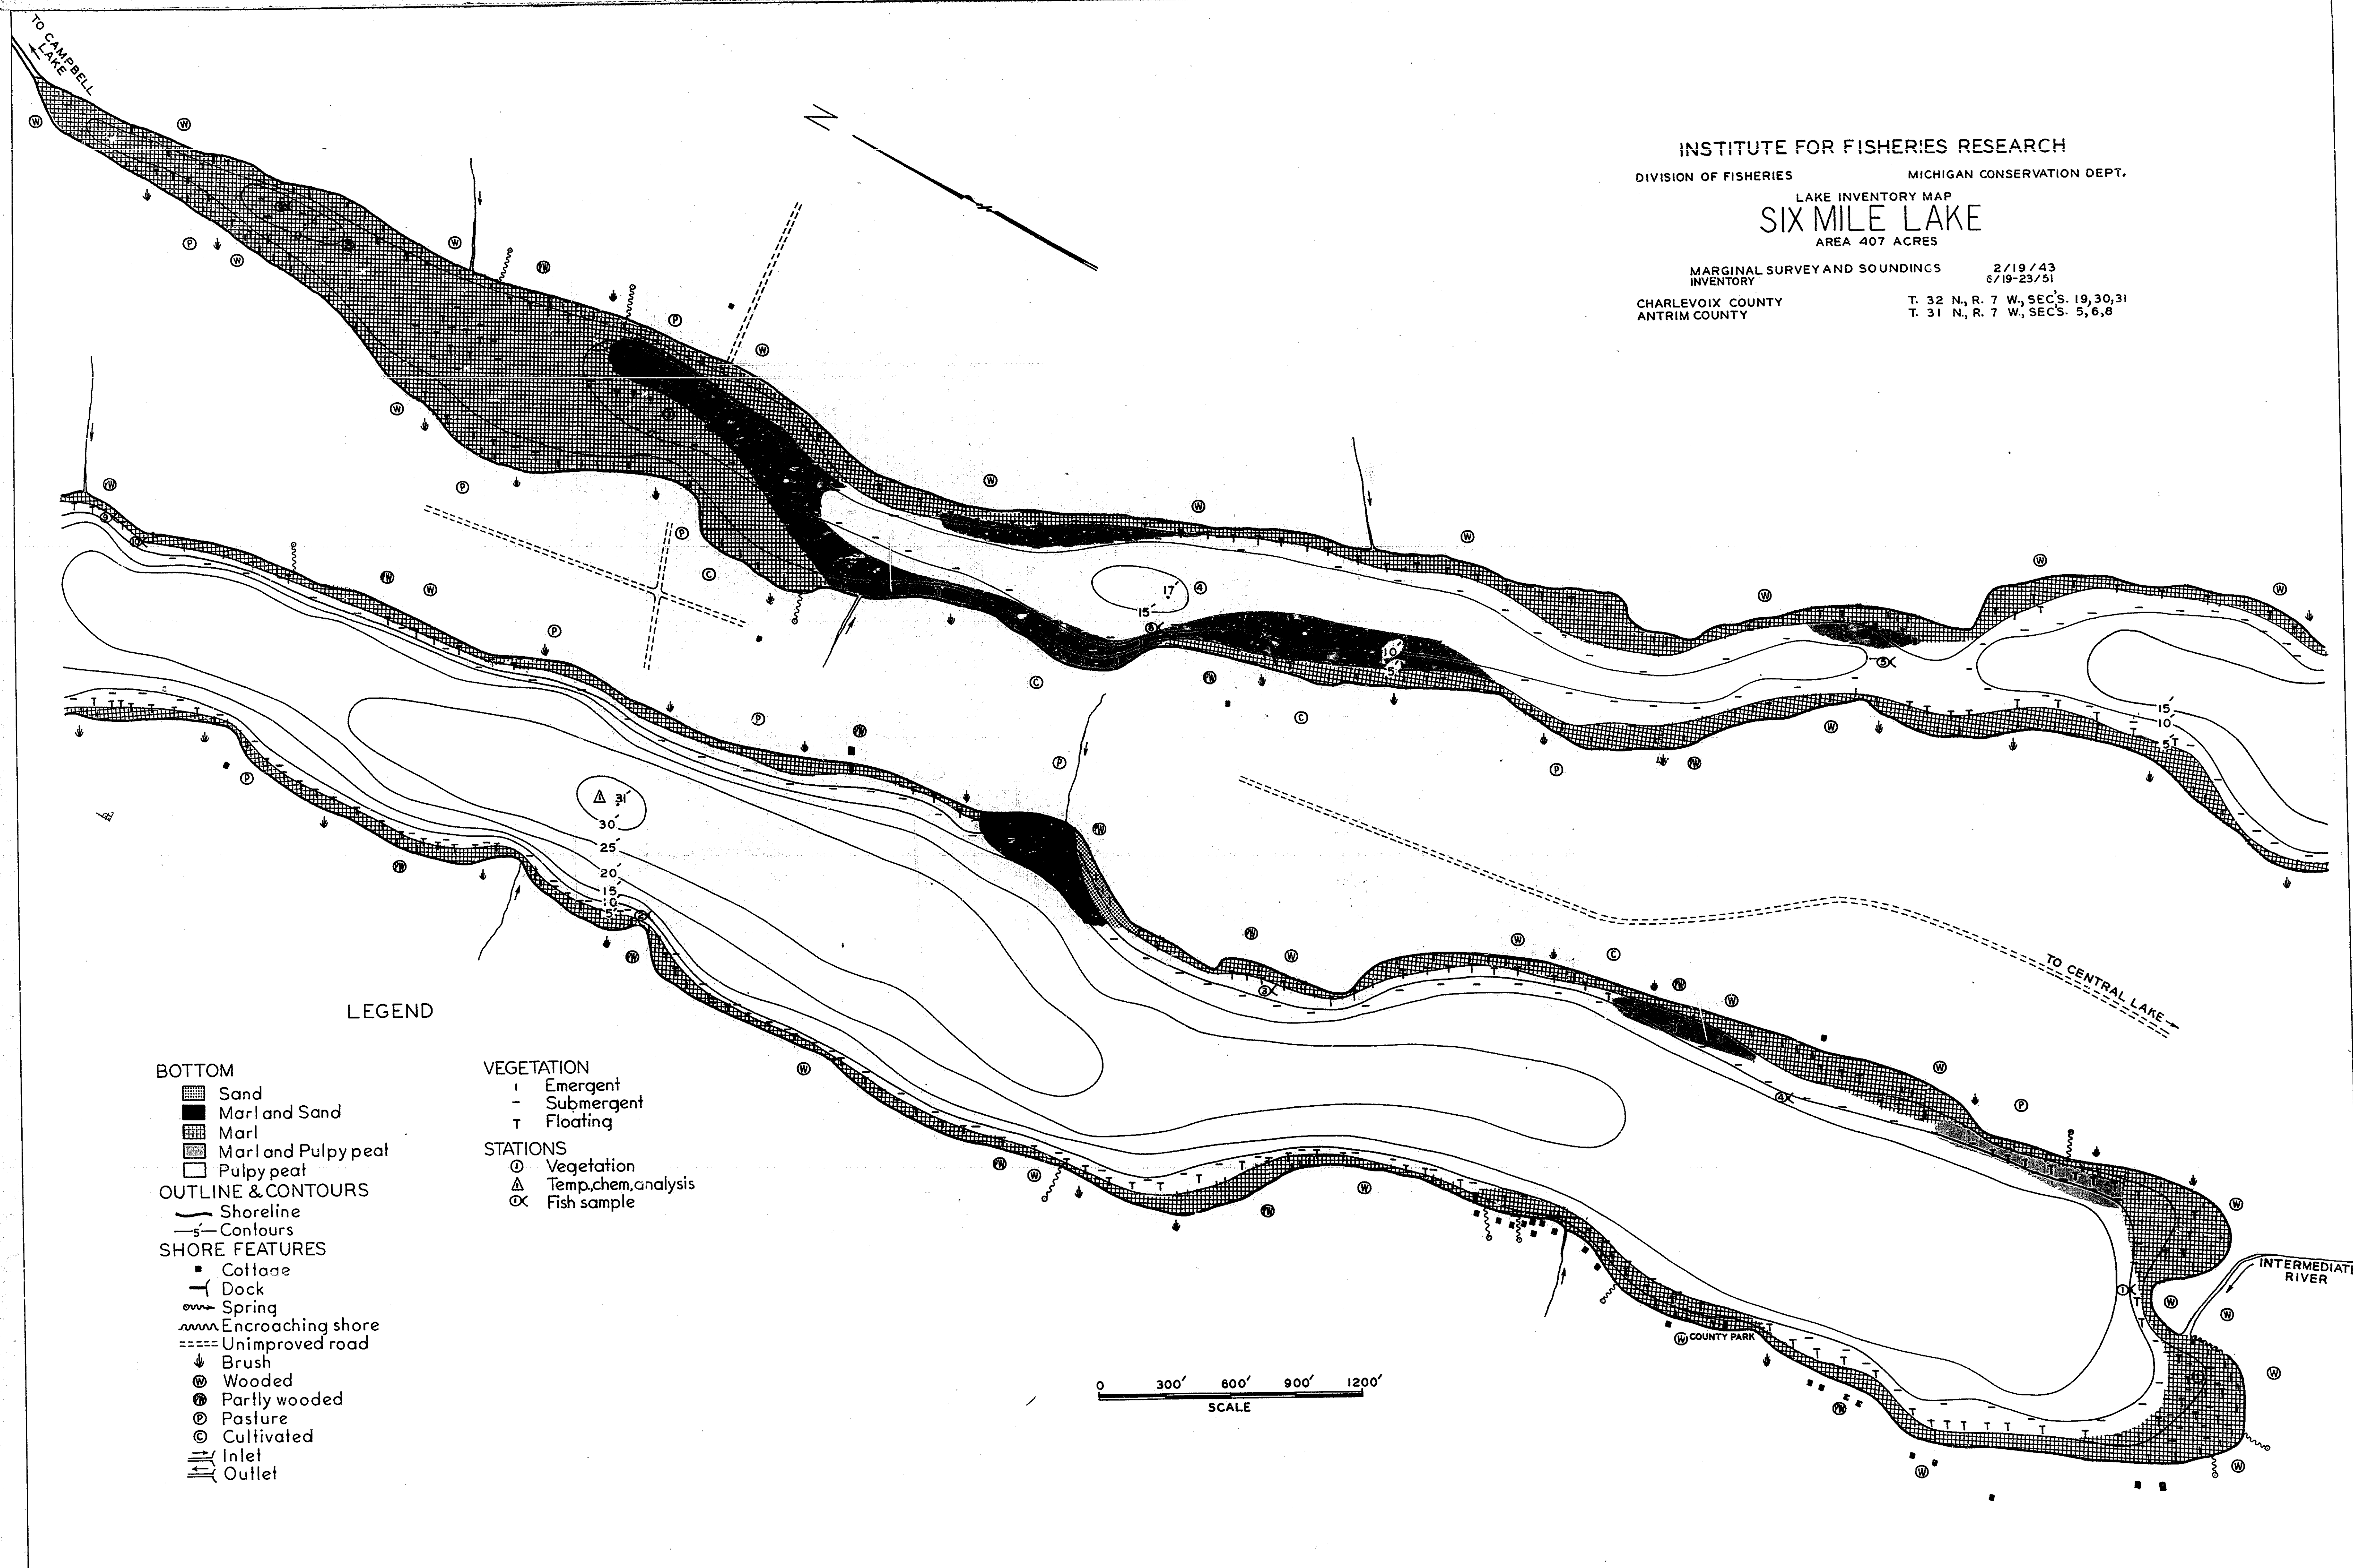 TO CAMPBELL
LAKE
N
INSTITUTE FOR FISHERIES RESEARCH
DIVISION OF FISHERIES MICHIGAN CONSERVATION DEPT.
LAKE INVENTORY MAP
SIX MILE LAKE
AREA 407 ACRES
MARGINAL SURVEY AND SOUNDINGS 2/19/43
INVENTORY 6/19-23/51
CHARLEVOIX COUNTY T. 32 N., R. 7 W., SEC'S. 19,30,31
ANTRIM COUNTY T. 31 N., R. 7 W., SEC'S. 5,6,8
17'
15'
10'
5'
15'
10'
5'
31'
30'
25'
20'
15'
10'
5'
TO CENTRAL LAKE
INTERMEDIATE
RIVER
COUNTY PARK
LEGEND
BOTTOM
Sand
Marl and Sand
Marl
Marl and Pulpy peat
Pulpy peat
OUTLINE & CONTOURS
Shoreline
5' Contours
SHORE FEATURES
Cottage
Dock
Spring
Encroaching shore
Unimproved road
Brush
W Wooded
PW Partly wooded
P Pasture
C Cultivated
Inlet
Outlet
VEGETATION
I Emergent
- Submergent
T Floating
STATIONS
1 Vegetation
1 Temp,chem,analysis
1 Fish sample
0 300' 600' 900' 1200'
SCALE